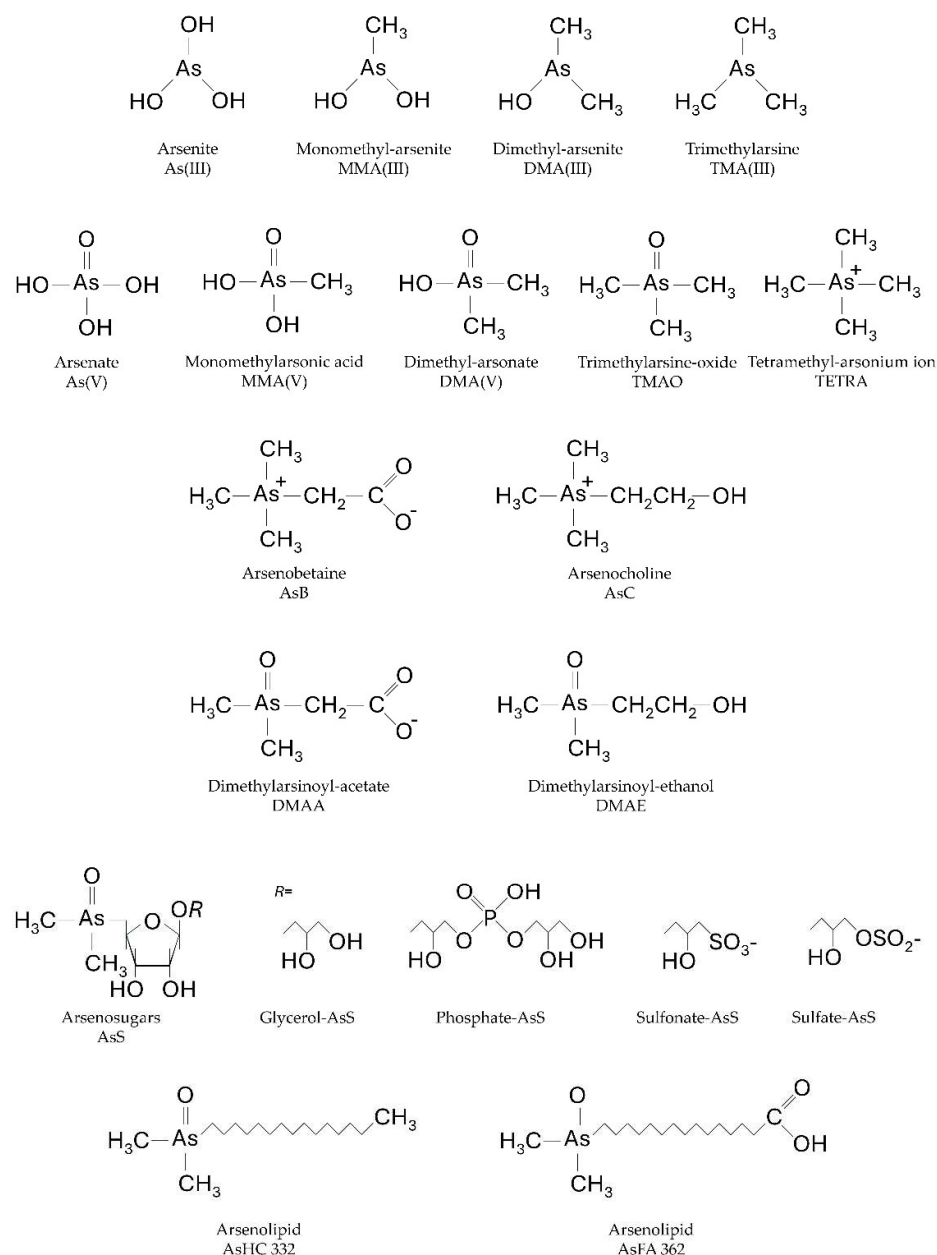 OH
As
HO OH
Arsenite
As(III)
CH3
As
HO OH
Monomethyl-arsenite
MMA(III)
CH3
As
HO CH3
Dimethyl-arsenite
DMA(III)
CH3
As
H3C CH3
Trimethylarsine
TMA(III)
O
HO As OH
OH
Arsenate
As(V)
O
HO As CH3
OH
Monomethylarsonic acid
MMA(V)
O
HO As CH3
CH3
Dimethyl-arsonate
DMA(V)
O
H3C As CH3
CH3
Trimethylarsine-oxide
TMAO
CH3
H3C As+ CH3
CH3
Tetramethyl-arsonium ion
TETRA
CH3
O
H3C As+ CH2 C
O-
CH3
Arsenobetaine
AsB
CH3
H3C As+ CH2CH2 OH
CH3
Arsenocholine
AsC
O
O
H3C As CH2 C
O-
CH3
Dimethylarsinoyl-acetate
DMAA
O
H3C As CH2CH2 OH
CH3
Dimethylarsinoyl-ethanol
DMAE
O
OR
H3C As O
CH3
HO OH
Arsenosugars
AsS
R=
OH
HO
Glycerol-AsS
O OH
P
O O OH
HO OH
Phosphate-AsS
SO3-
HO
Sulfonate-AsS
OSO2-
HO
Sulfate-AsS
O
CH3
H3C As
CH3
Arsenolipid
AsHC 332
O
O
C
H3C As
OH
CH3
Arsenolipid
AsFA 362